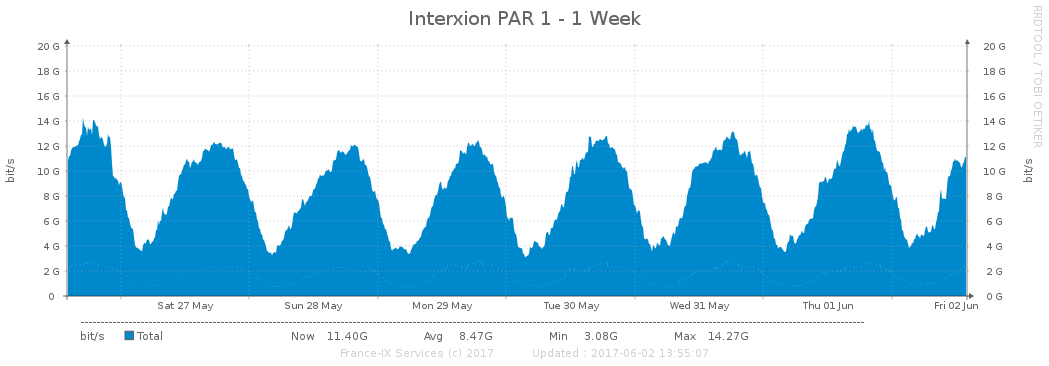 Interxion PAR 1 - 1 Week
RRDTOOL / TOBI OETIKER
20 G 20 G
18 G 18 G
16 G 16 G
14 G 14 G
12 G 12 G
10 G 10 G
8 G 8 G
6 G 6 G
4 G 4 G
2 G 2 G
0 0 G
bit/s
bit/s
Sat 27 May Sun 28 May Mon 29 May Tue 30 May Wed 31 May Thu 01 Jun Fri 02 Jun
bit/s Total Now 11.40G Avg 8.47G Min 3.08G Max 14.27G
France-IX Services (c) 2017 Updated : 2017-06-02 13:55:07